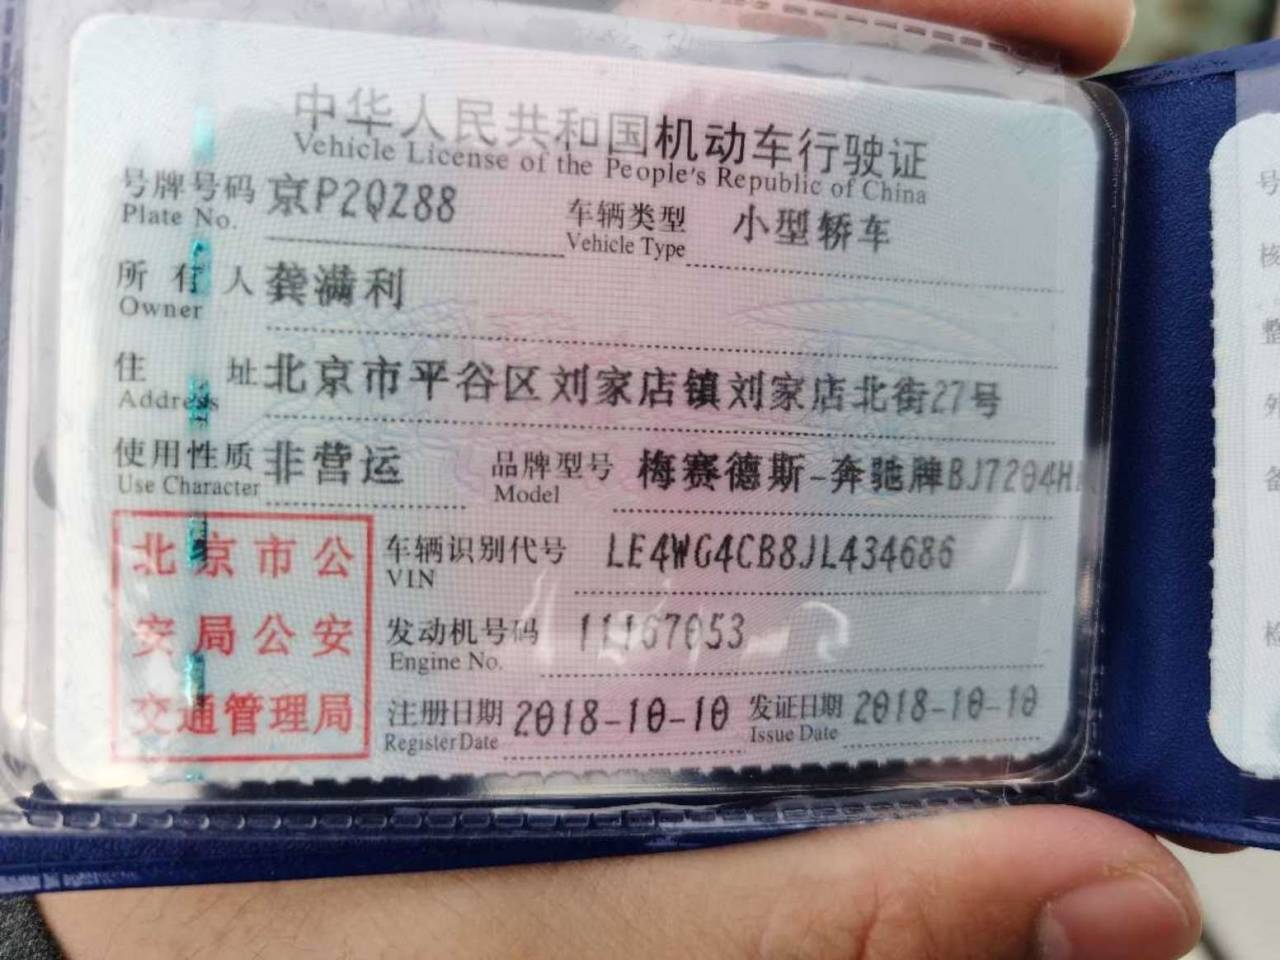 中华人民共和国机动车行驶证
Vehicle License of the People's Republic of China
号牌号码 京P2QZ88 车辆类型 小型轿车
Plate No. Vehicle Type
所有人 龚满利
Owner
住址 北京市平谷区刘家店镇刘家店北街27号
Address
使用性质 非营运 品牌型号 梅赛德斯-奔驰牌BJ7204H
Use Character Model
北京市公
安局公安
交通管理局
车辆识别代号 LE4WG4CB8JL434686
VIN
发动机号码 11167053
Engine No.
注册日期 2018-10-10 发证日期 2018-10-10
Register Date Issue Date
号
核
整
外
备
检